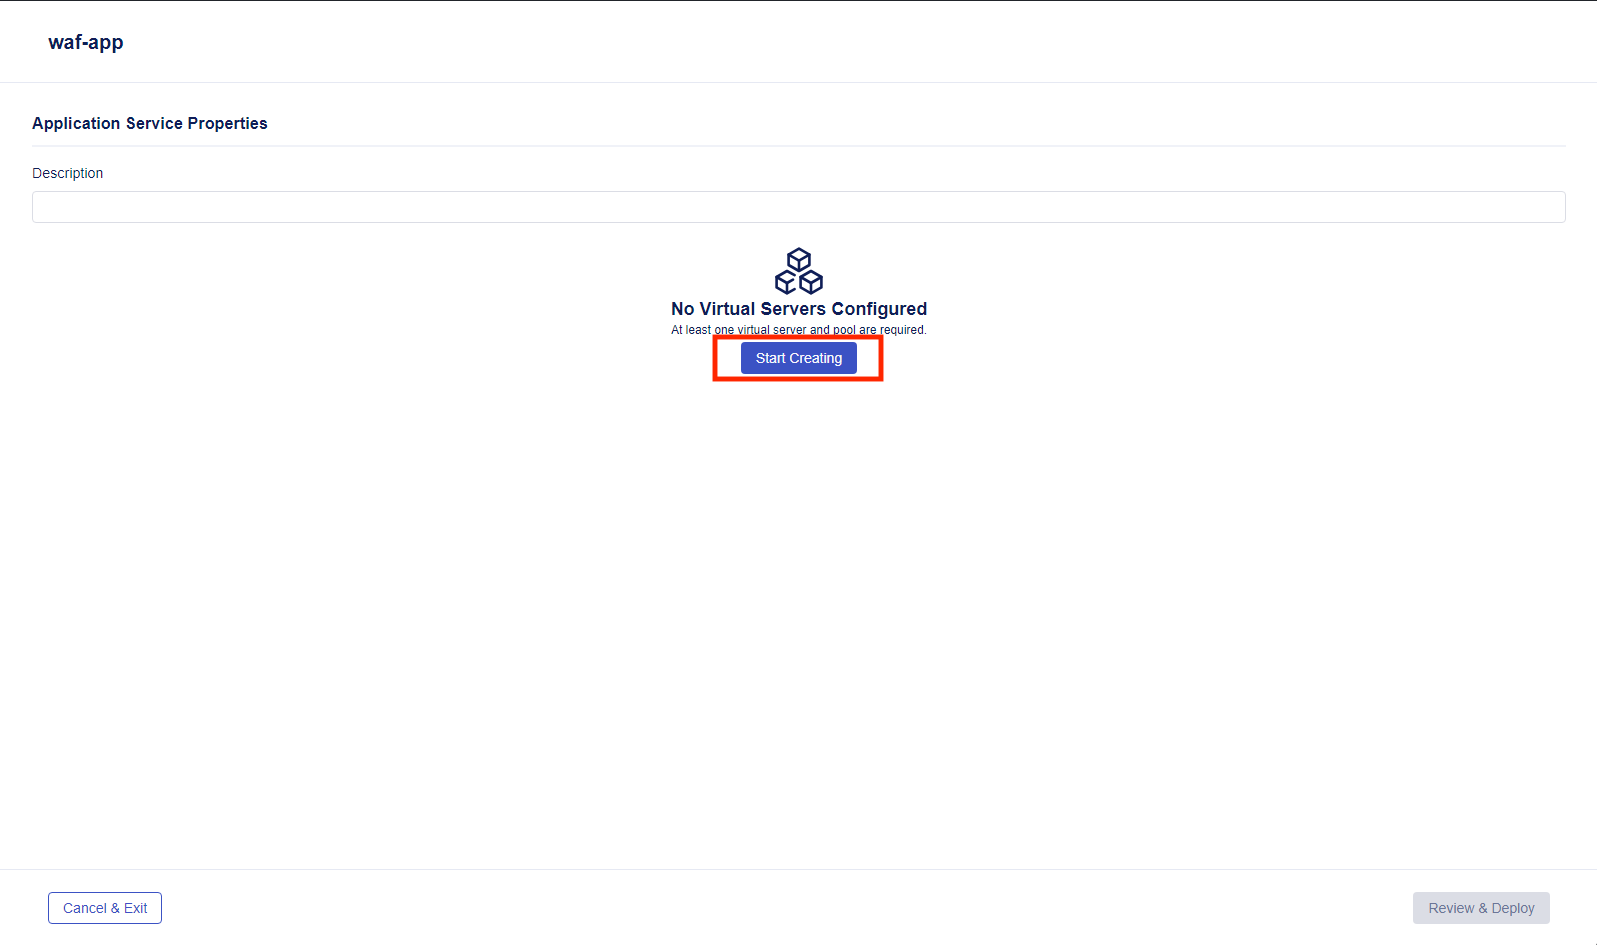 waf-app
Application Service Properties
Description
No Virtual Servers Configured
At least one virtual server and pool are required.
Start Creating
Cancel & Exit
Review & Deploy